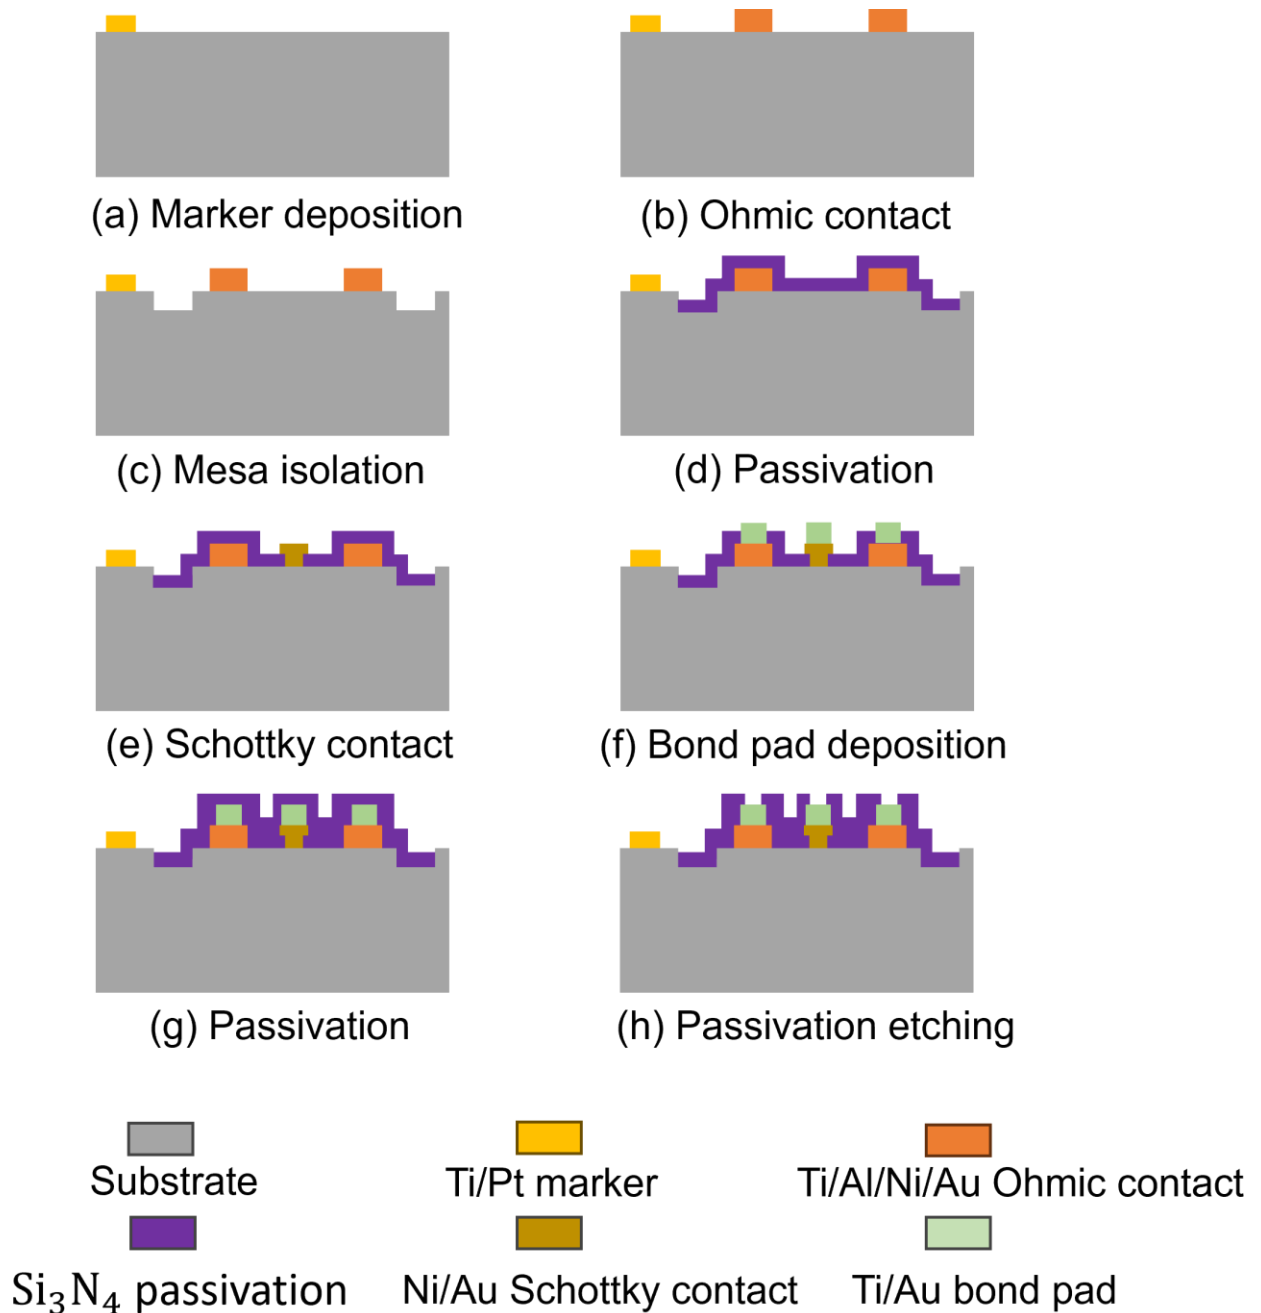 (a) Marker deposition
(b) Ohmic contact
(c) Mesa isolation
(d) Passivation
(e) Schottky contact
(f) Bond pad deposition
(g) Passivation
(h) Passivation etching
Substrate
Ti/Pt marker
Ti/Al/Ni/Au Ohmic contact
Si₃N₄ passivation
Ni/Au Schottky contact
Ti/Au bond pad